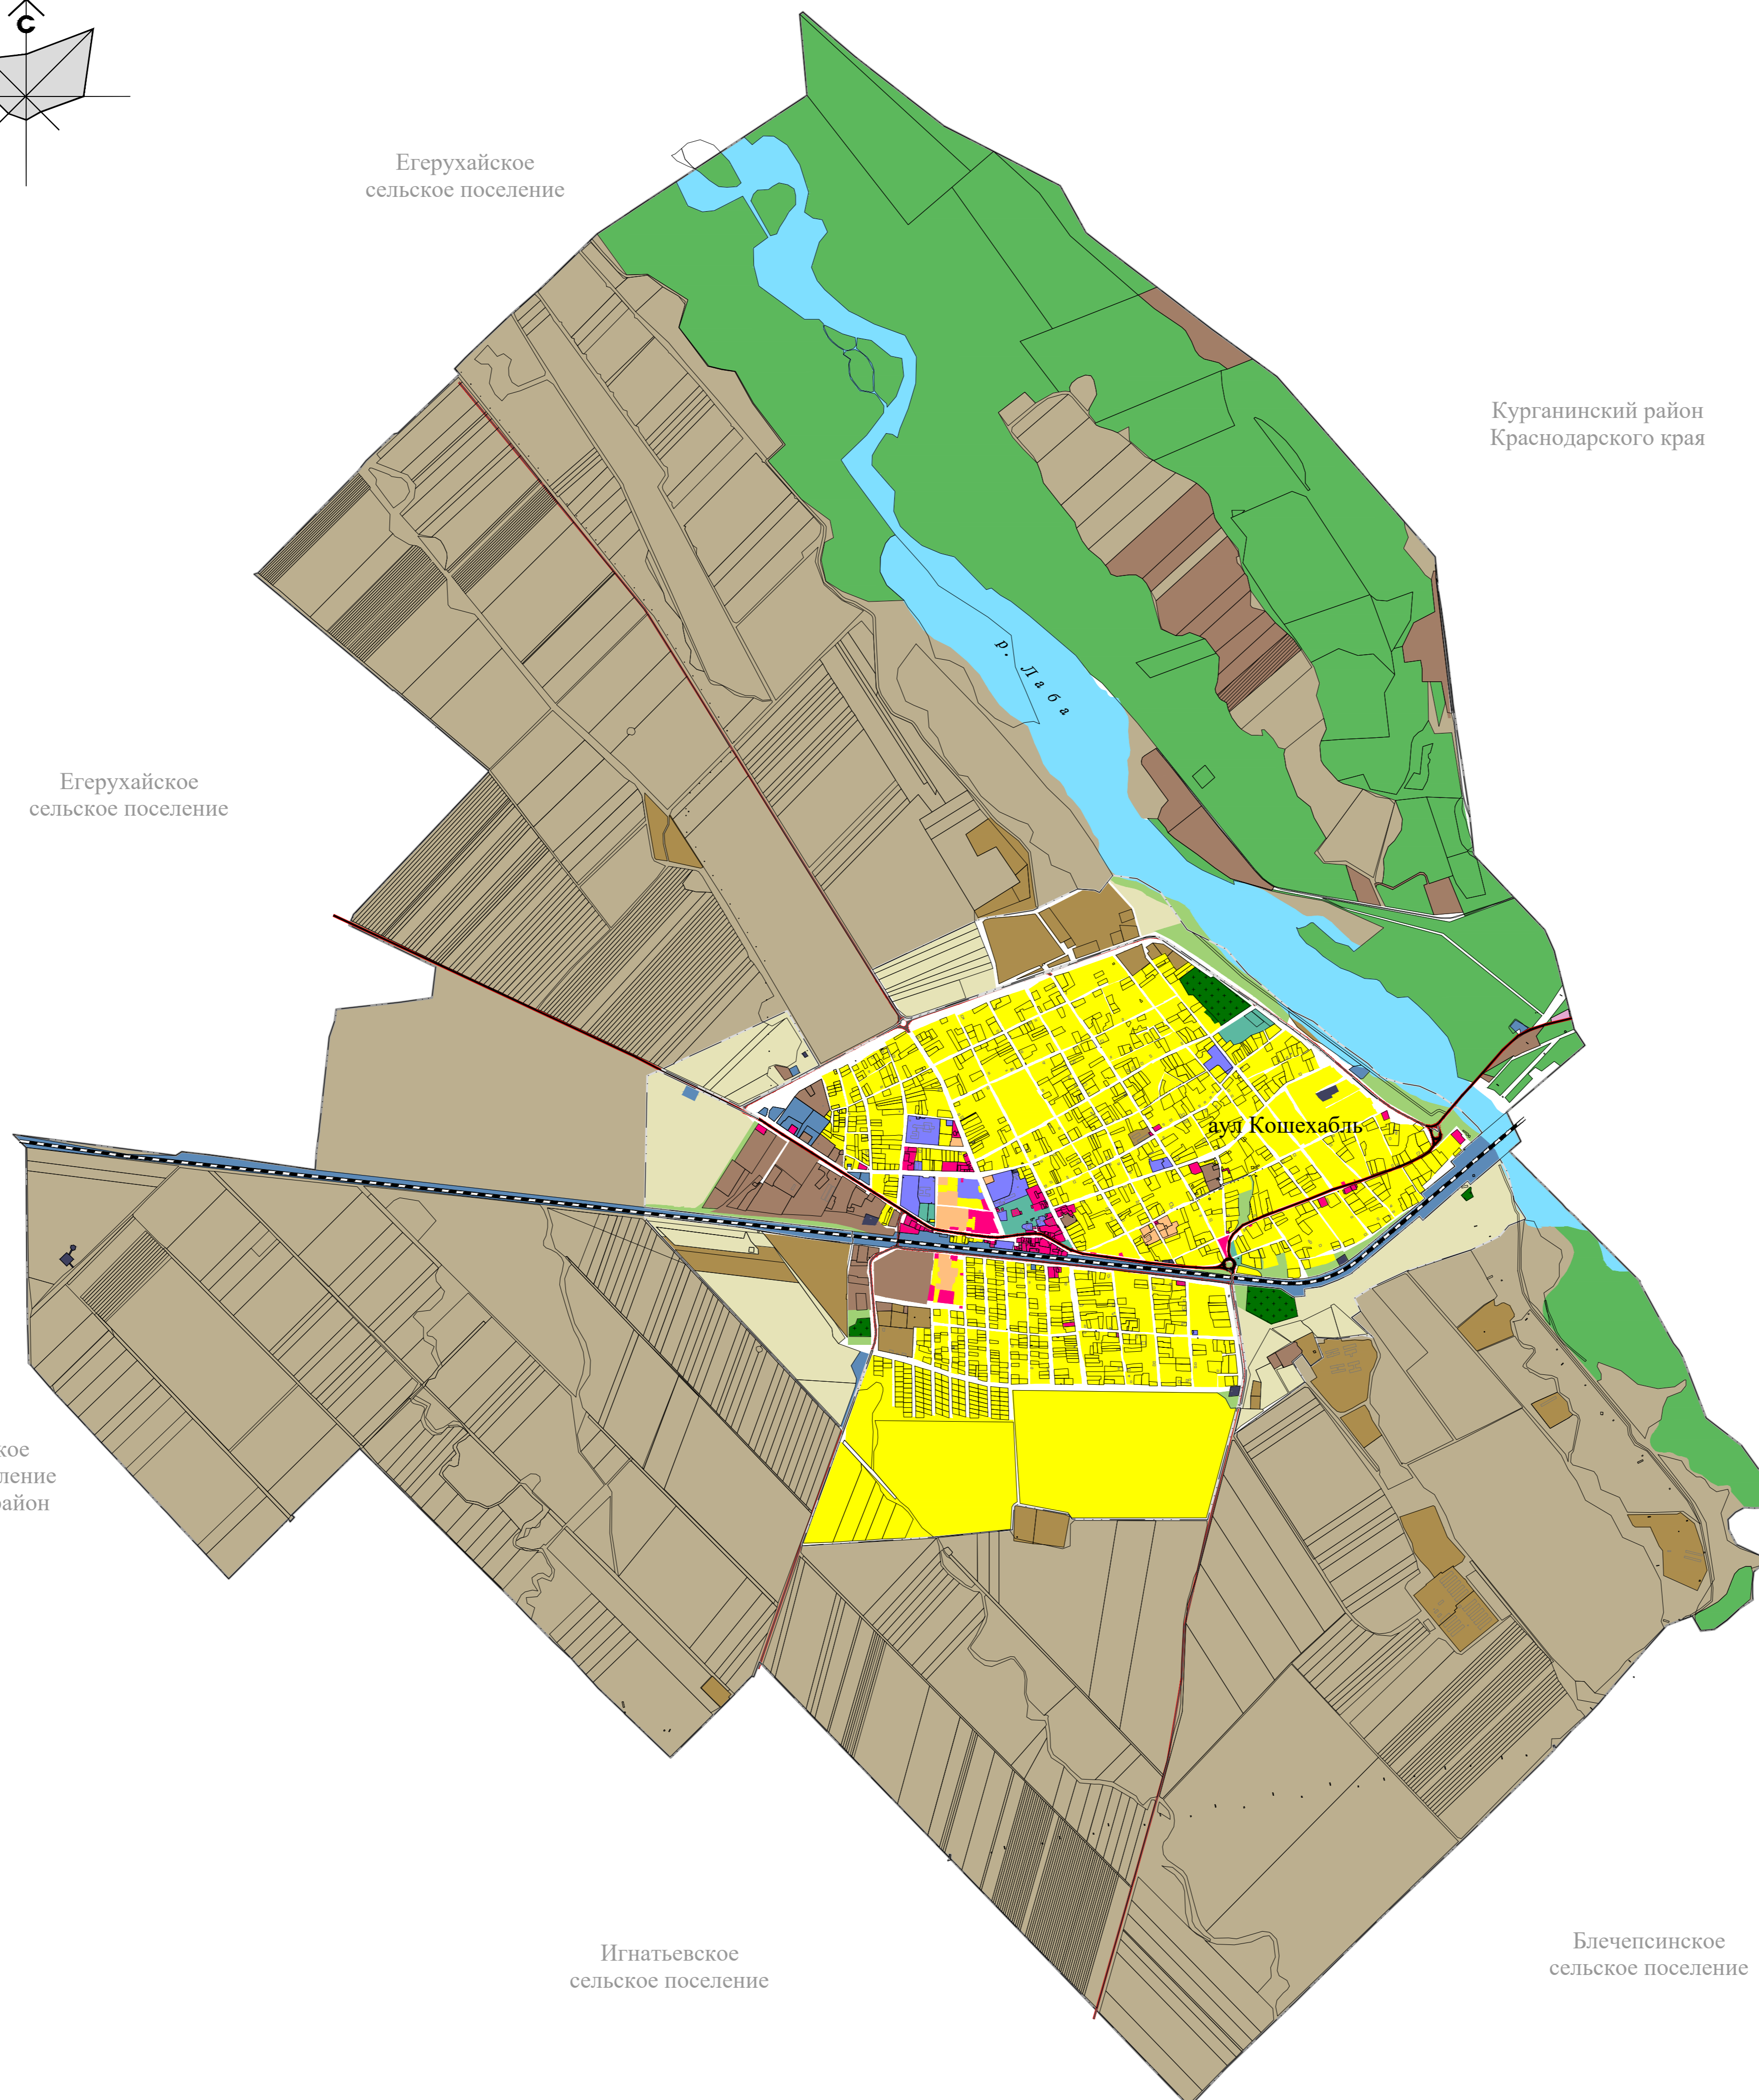 С
Егерухайское
сельское поселение
Курганинский район
Краснодарского края
р. Лаба
Егерухайское
сельское поселение
аул Кошехабль
кое
ление
айон
Игнатьевское
сельское поселение
Блечепсинское
сельское поселение